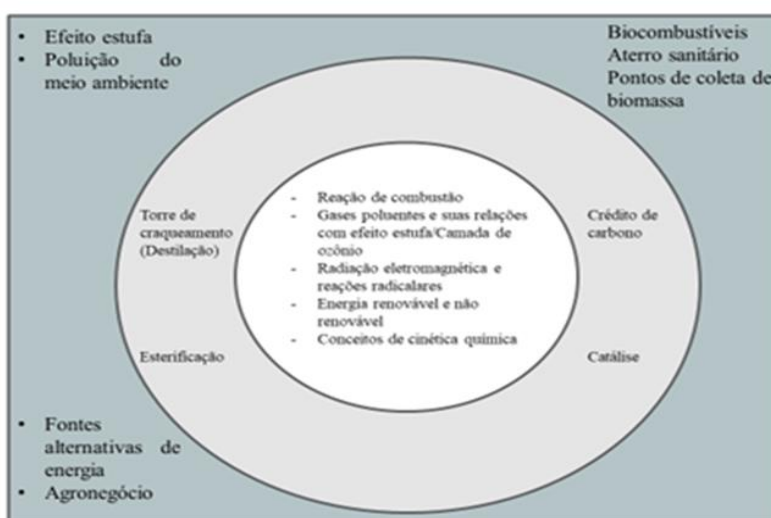 • Efeito estufa
• Poluição do
meio ambiente
Biocombustíveis
Aterro sanitário
Pontos de coleta de
biomassa
Torre de
craqueamento
(Destilação)
Esterificação
- Reação de combustão
- Gases poluentes e suas relações
com efeito estufa/Camada de
ozônio
- Radiação eletromagnética e
reações radicalares
- Energia renovável e não
renovável
- Conceitos de cinética química
Crédito de
carbono
Catálise
• Fontes
alternativas de
energia
• Agronegócio